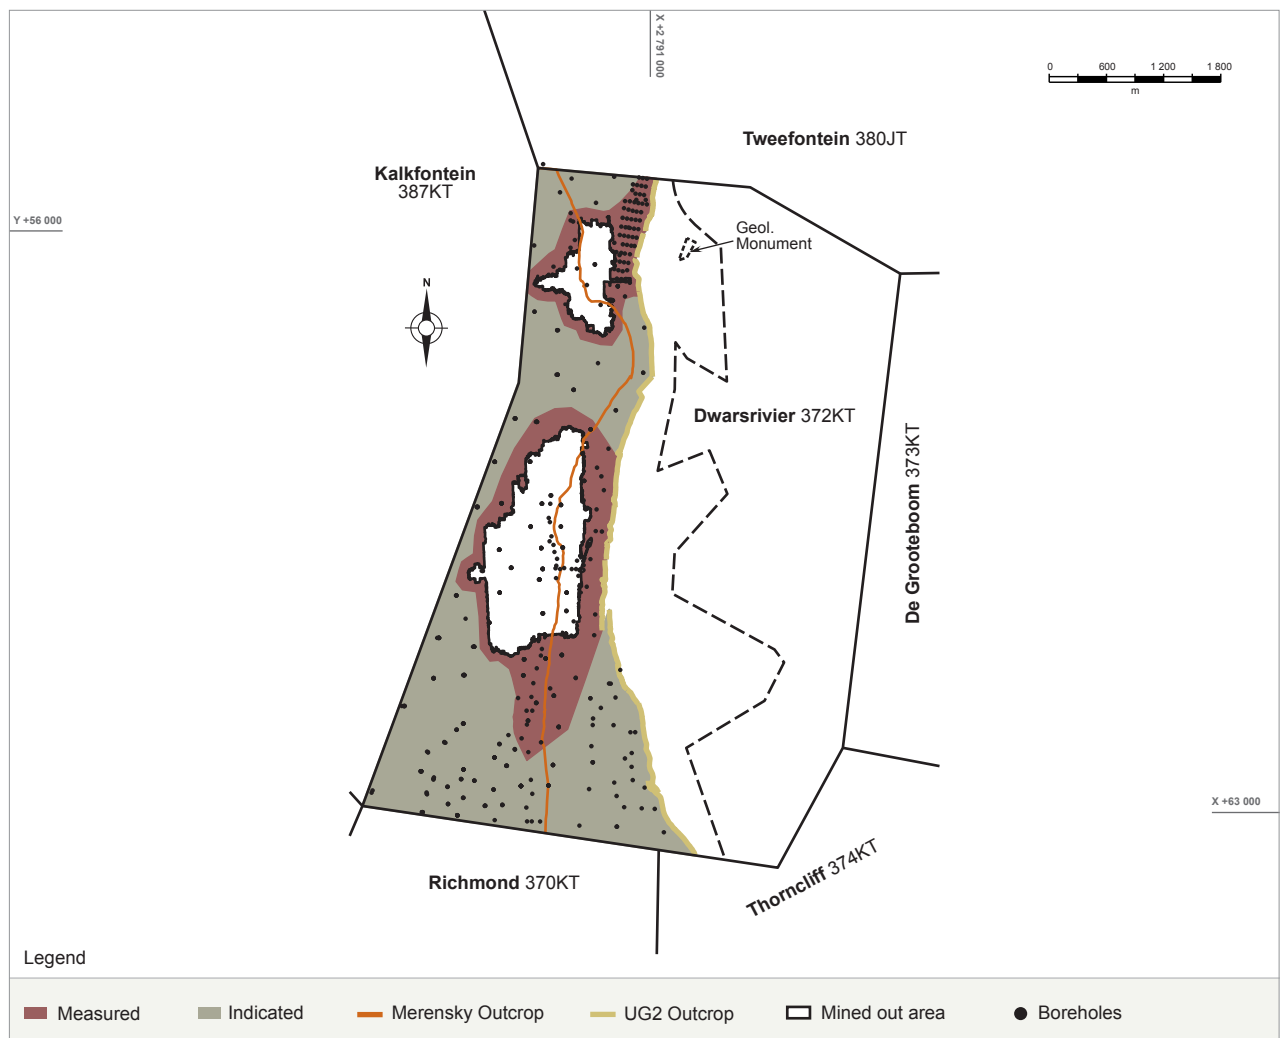 X +2 791 000
0 600 1 200 1 800
m
Tweefontein 380JT
Kalkfontein
387KT
Y +56 000
Geol.
Monument
N
Dwarsrivier 372KT
De Grooteboom 373KT
X +63 000
Richmond 370KT
Thorncliff 374KT
Legend
Measured
Indicated
Merensky Outcrop
UG2 Outcrop
Mined out area
Boreholes